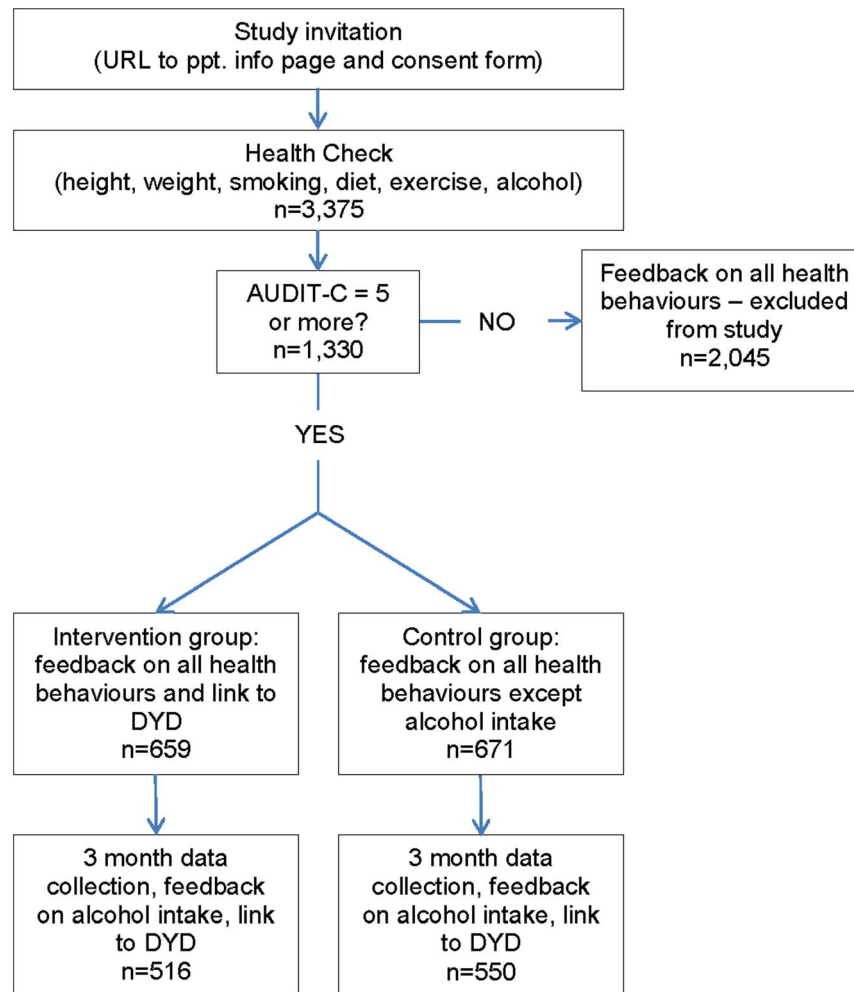 Study invitation
(URL to ppt. info page and consent form)
Health Check
(height, weight, smoking, diet, exercise, alcohol)
n=3,375
AUDIT-C = 5
or more?
n=1,330
NO
Feedback on all health
behaviours – excluded
from study
n=2,045
YES
Intervention group:
feedback on all health
behaviours and link to
DYD
n=659
Control group:
feedback on all health
behaviours except
alcohol intake
n=671
3 month data
collection, feedback
on alcohol intake, link
to DYD
n=516
3 month data
collection, feedback
on alcohol intake, link
to DYD
n=550